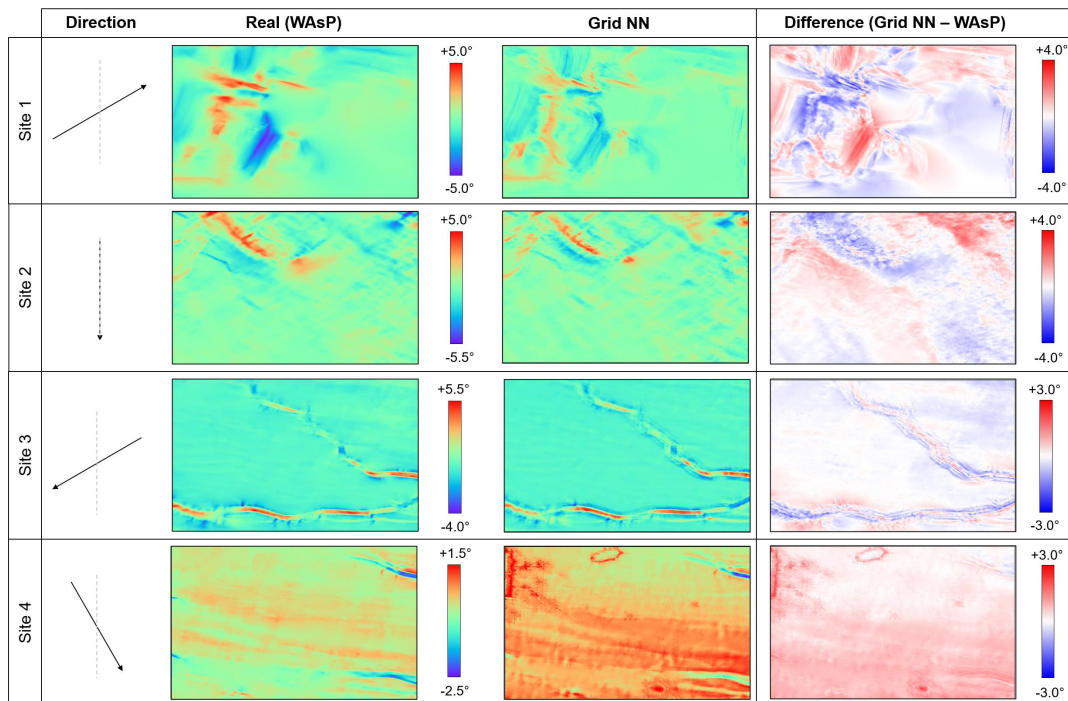 Direction
Real (WAsP)
Grid NN
Difference (Grid NN – WAsP)
Site 1
+5.0°
-5.0°
+4.0°
-4.0°
Site 2
+5.0°
-5.5°
+4.0°
-4.0°
Site 3
+5.5°
-4.0°
+3.0°
-3.0°
Site 4
+1.5°
-2.5°
+3.0°
-3.0°